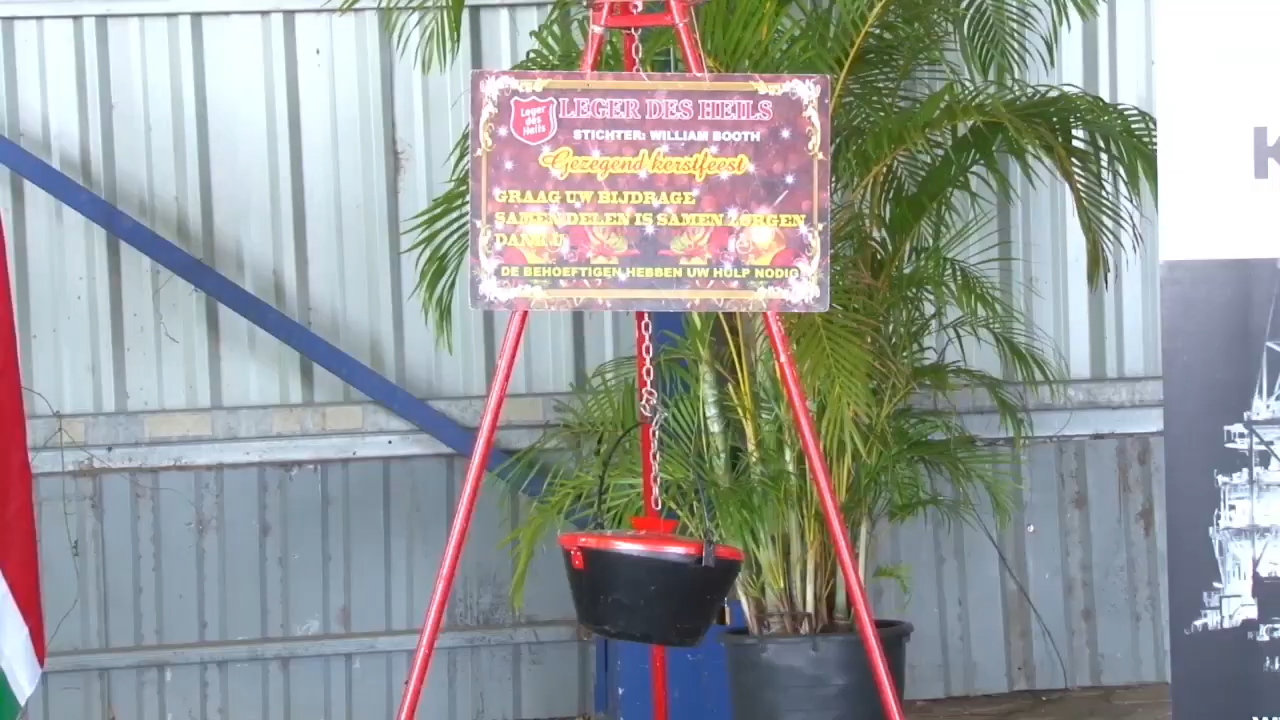 Leger
des
Heils
LEGER DES HEILS
STICHTER: WILLIAM BOOTH
Gezegend kerstfeest
GRAAG UW BIJDRAGE
SAMEN DELEN IS SAMEN ZORGEN
DANK U
DE BEHOEFTIGEN HEBBEN UW HULP NODIG
K